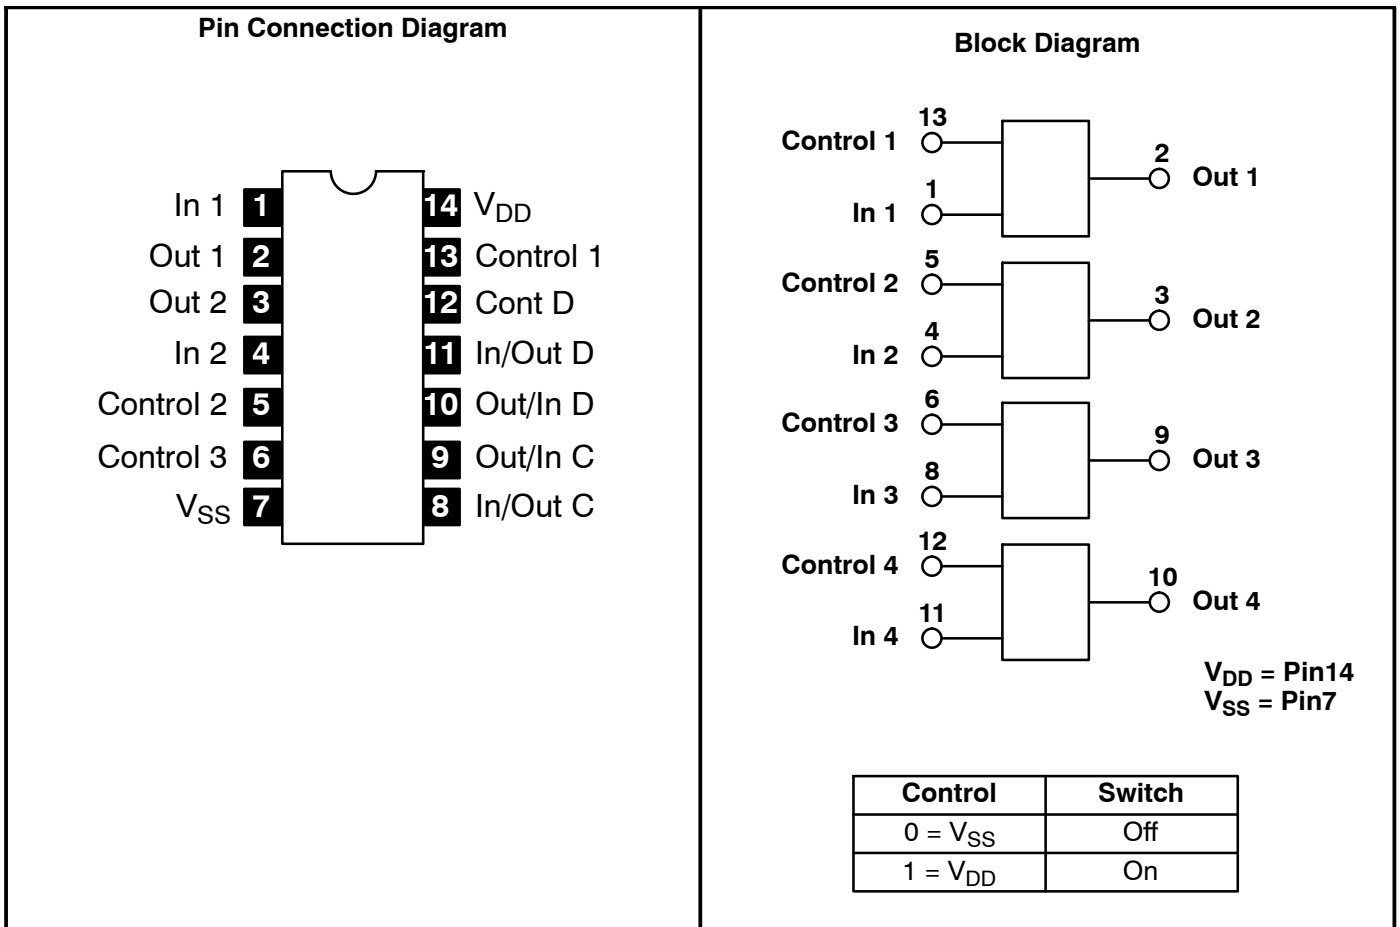 Pin Connection Diagram
In 1 1
Out 1 2
Out 2 3
In 2 4
Control 2 5
Control 3 6
VSS 7
14 VDD
13 Control 1
12 Cont D
11 In/Out D
10 Out/In D
9 Out/In C
8 In/Out C
Block Diagram
Control 1 13
In 1 1
2 Out 1
Control 2 5
In 2 4
3 Out 2
Control 3 6
In 3 8
9 Out 3
Control 4 12
In 4 11
10 Out 4
VDD = Pin14
VSS = Pin7
Control Switch
0 = VSS Off
1 = VDD On